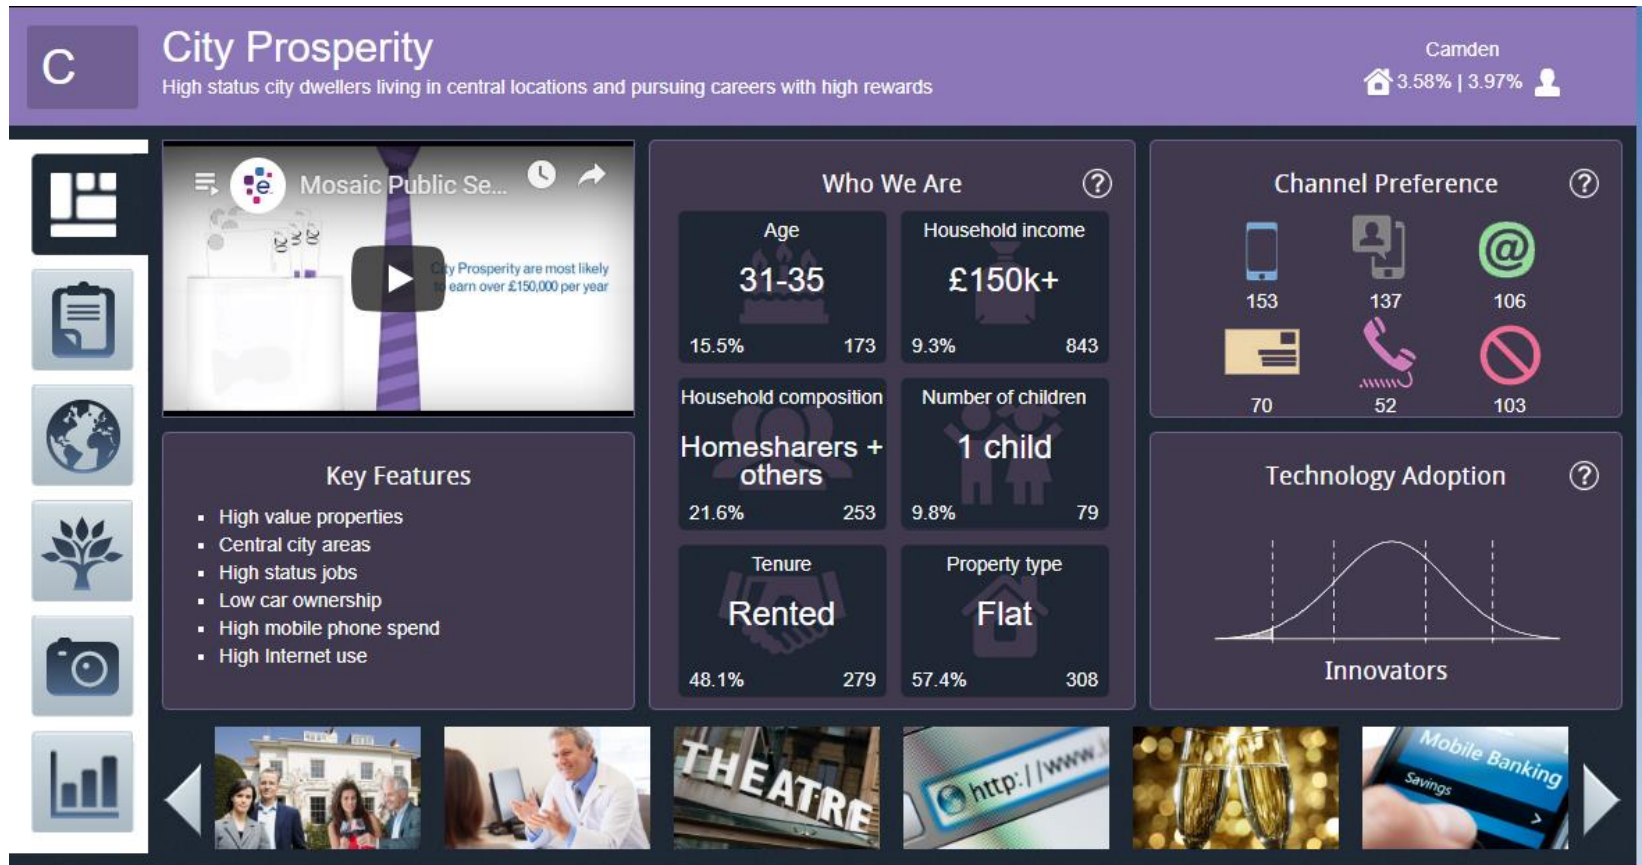 C
City Prosperity
High status city dwellers living in central locations and pursuing careers with high rewards
Camden
3.58% | 3.97%
e
Mosaic Public Se...
20 20 20
City Prosperity are most likely
to earn over £150,000 per year
Key Features
High value properties
Central city areas
High status jobs
Low car ownership
High mobile phone spend
High Internet use
Who We Are
?
Age
31-35
15.5% 173
Household income
£150k+
9.3% 843
Household composition
Homesharers +
others
21.6% 253
Number of children
1 child
9.8% 79
Tenure
Rented
48.1% 279
Property type
Flat
57.4% 308
Channel Preference
?
@
153 137 106
70 52 103
Technology Adoption
?
Innovators
THEATRE
http://www.
Mobile Banking
Savings